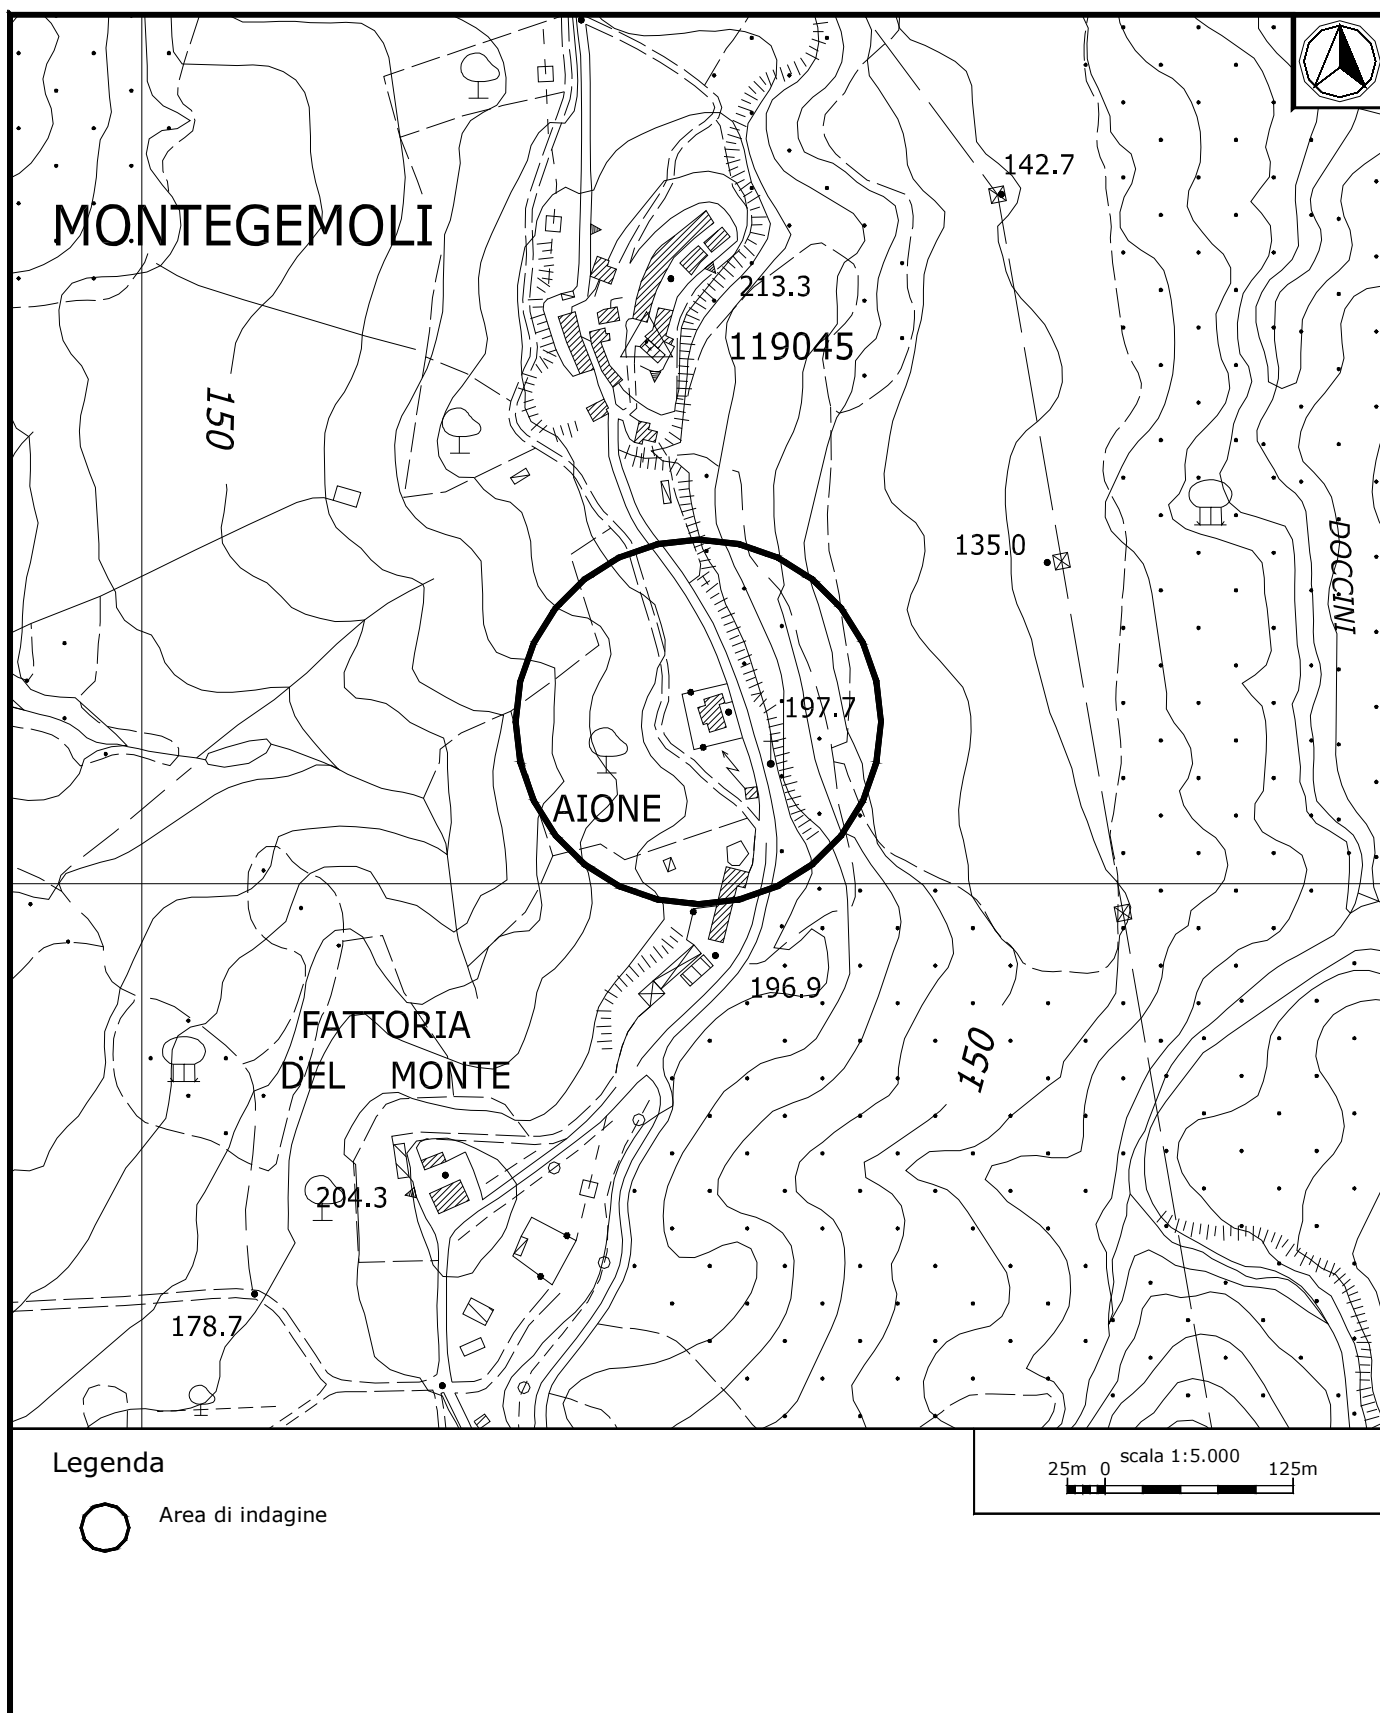 142.7
MONTEGEMOLI
213.3
119045
150
135.0
DOCCINI
197.7
AIONE
196.9
FATTORIA
DEL MONTE
150
204.3
178.7
Legenda
Area di indagine
scala 1:5.000
25m 0 125m